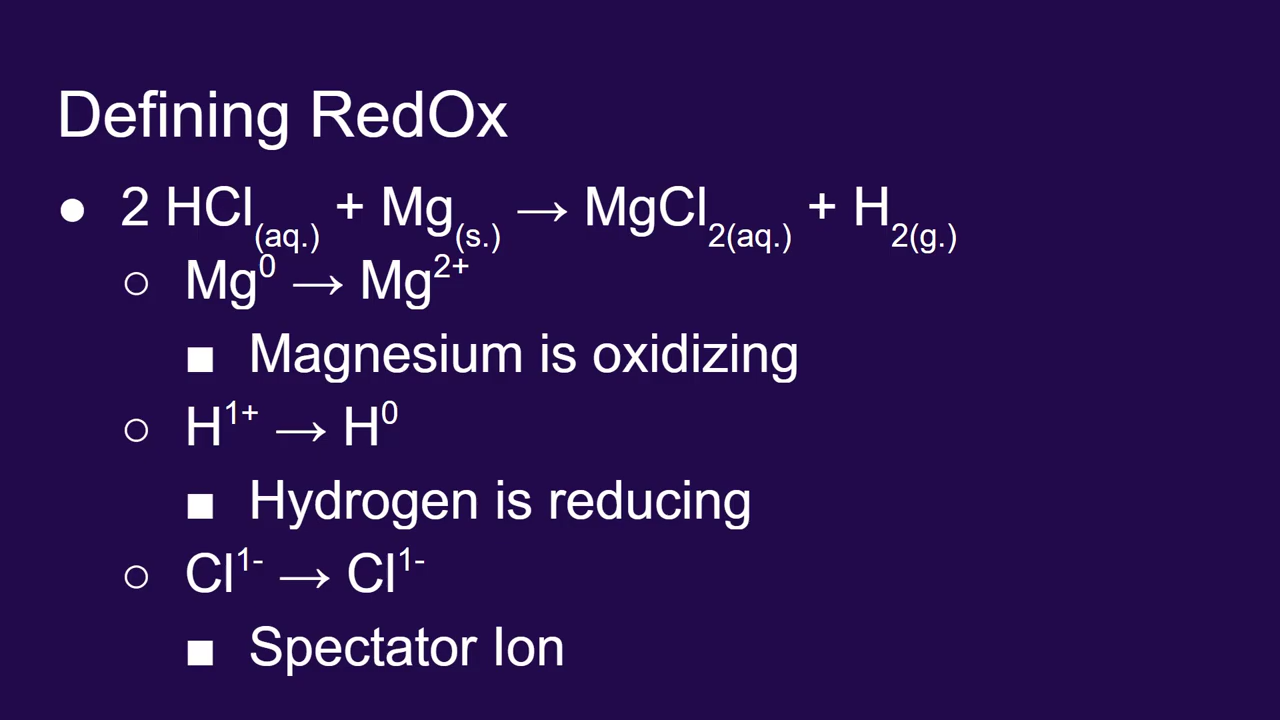 Defining RedOx
● 2 HCl(aq.) + Mg(s.) → MgCl2(aq.) + H2(g.)
○ Mg⁰ → Mg²⁺
■ Magnesium is oxidizing
○ H¹⁺ → H⁰
■ Hydrogen is reducing
○ Cl¹⁻ → Cl¹⁻
■ Spectator Ion